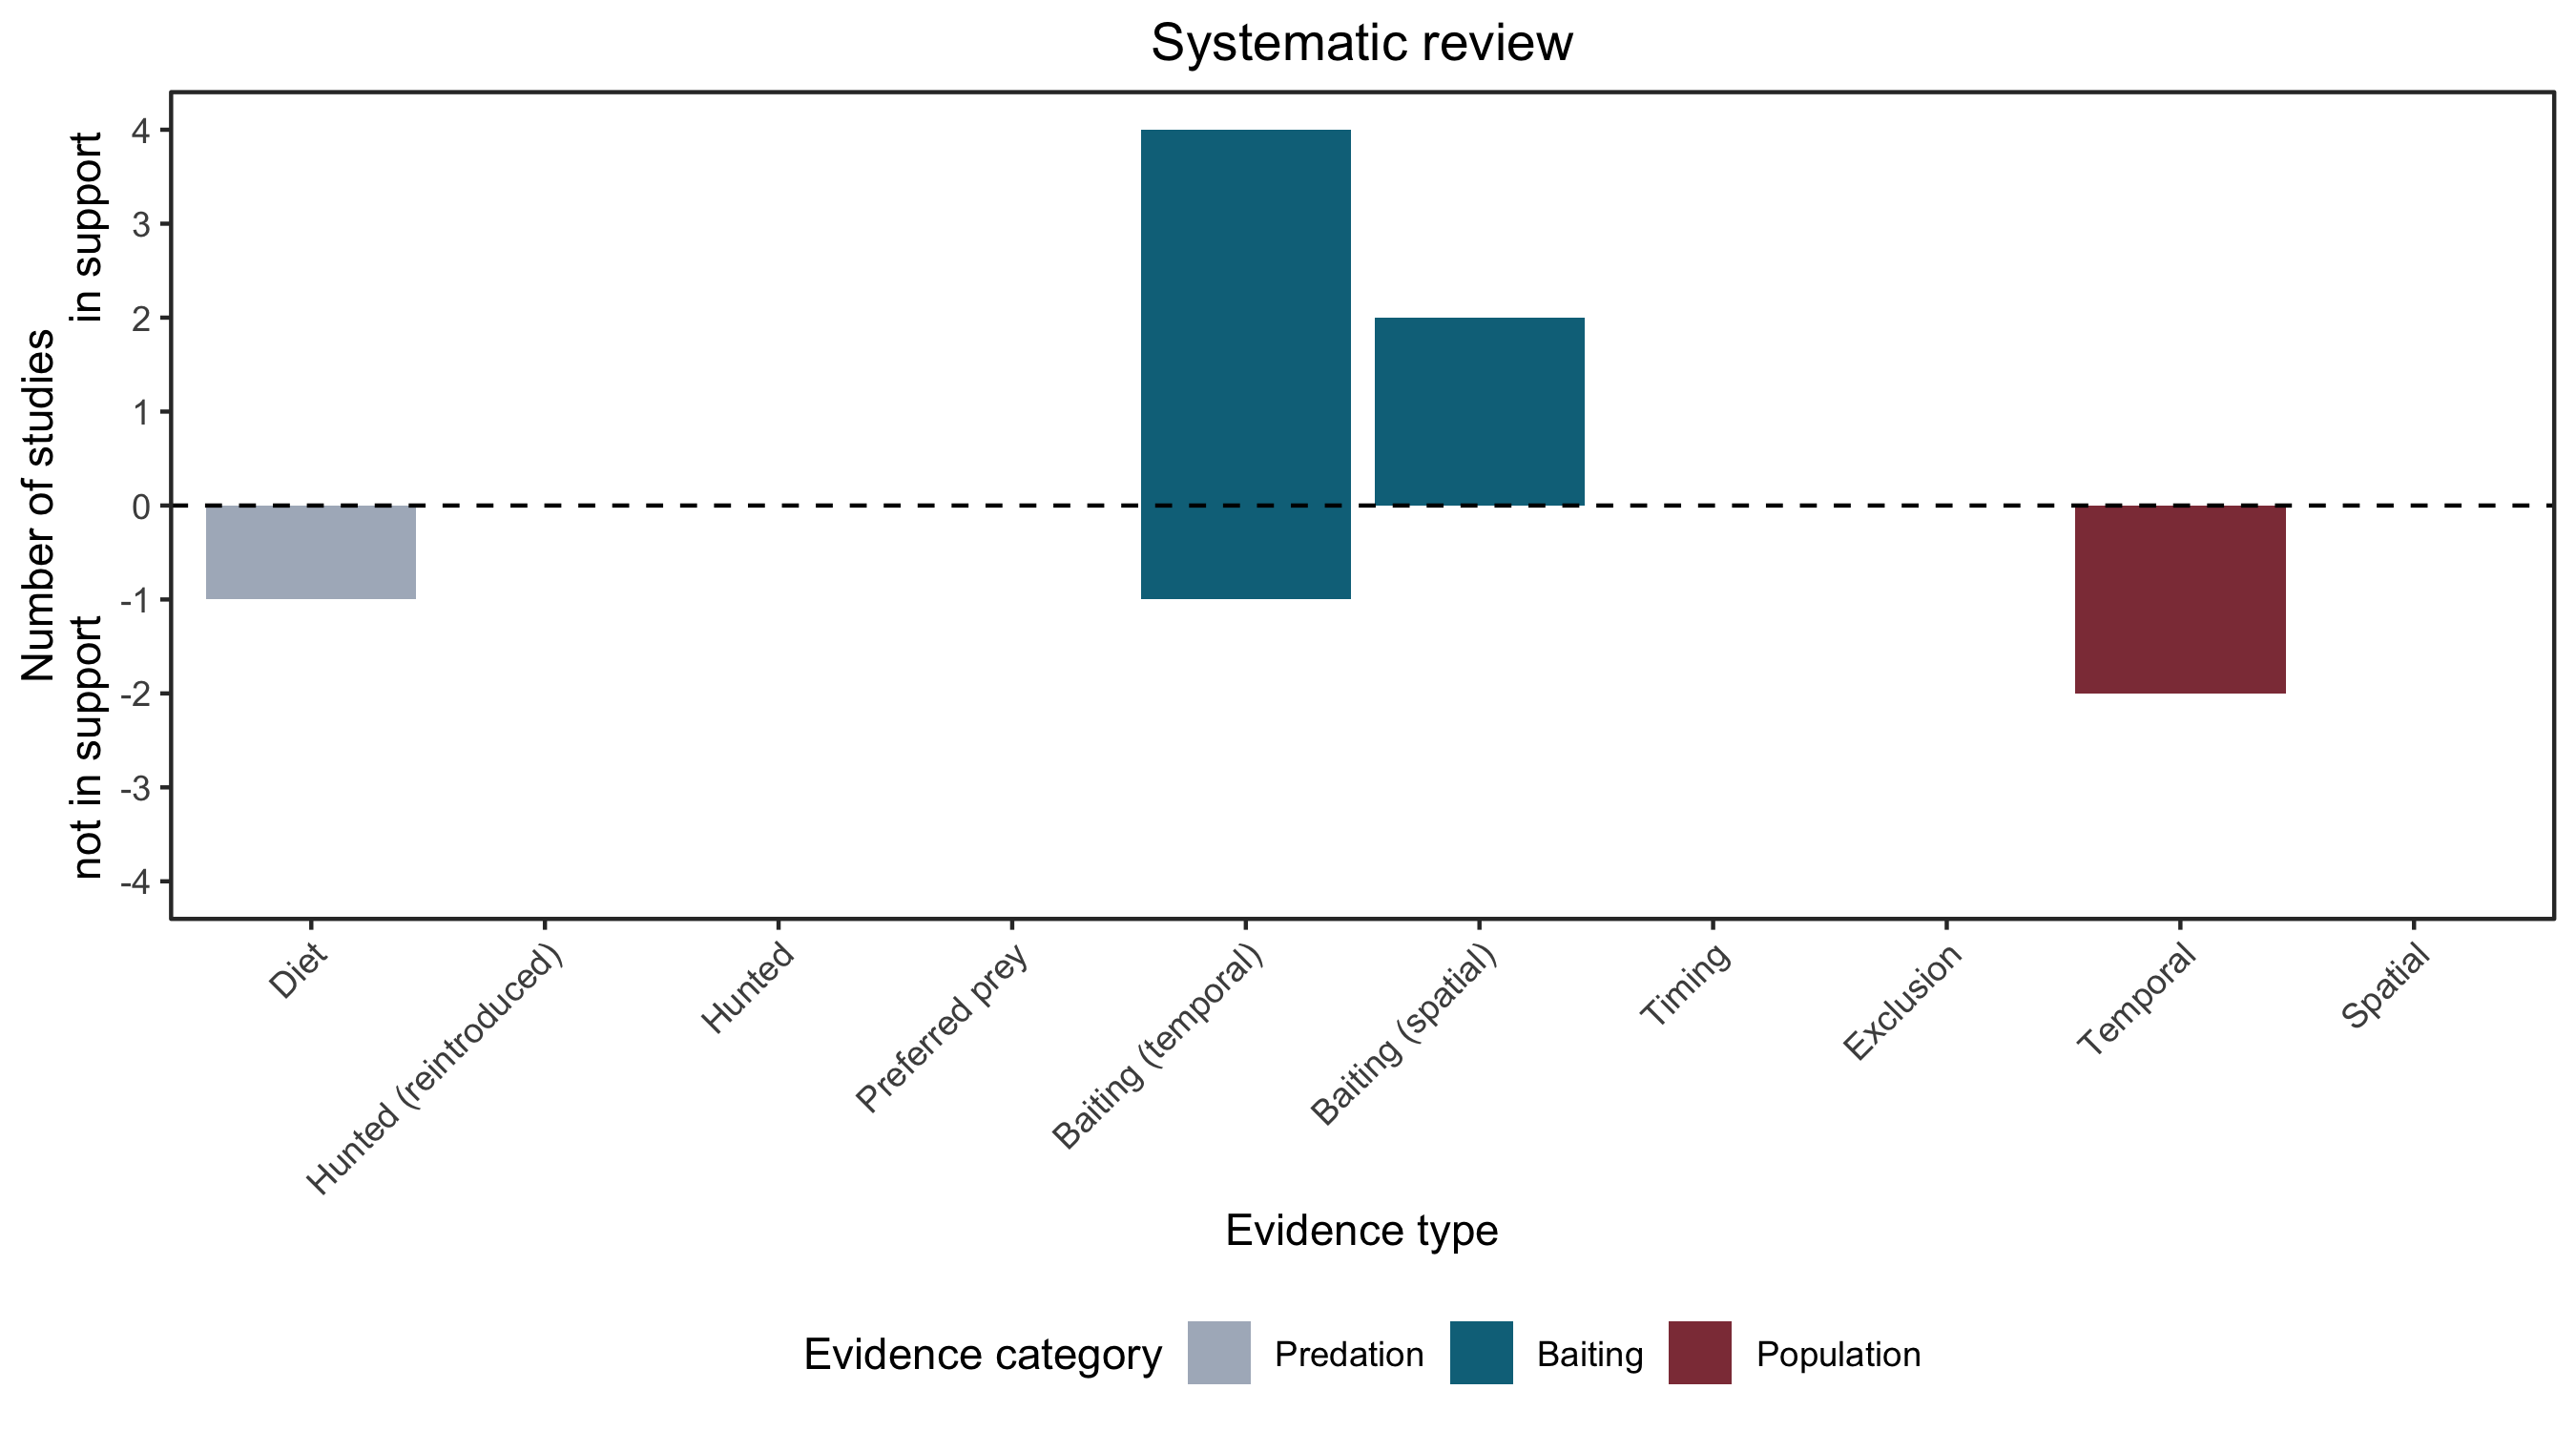 Systematic review
Number of studies
not in support in support
4
3
2
1
0
-1
-2
-3
-4
Diet
Hunted (reintroduced)
Hunted
Preferred prey
Baiting (temporal)
Baiting (spatial)
Timing
Exclusion
Temporal
Spatial
Evidence type
Evidence category Predation Baiting Population